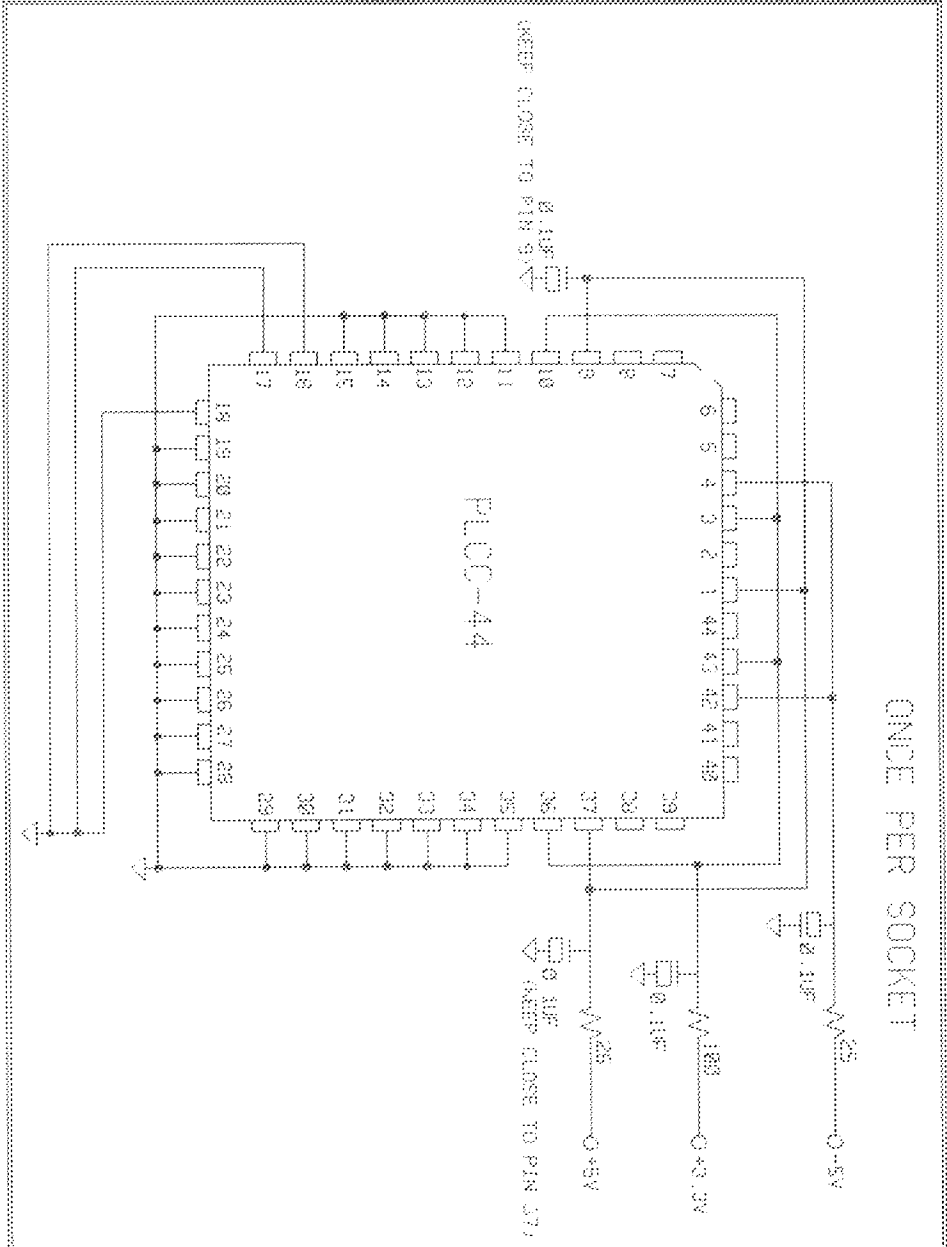 ONCE PER SOCKET
-5V
25
0.1UF
+3.3V
100
0.1UF
+5V
25
0.1UF
(KEEP CLOSE TO PIN 37)
0.1UF
(KEEP CLOSE TO PIN 9)
6 5 4 3 2 1 44 43 42 41 40
7
8
9
10
11
12
13
14
15
16
17
PLCC-44
39
38
37
36
35
34
33
32
31
30
29
18 19 20 21 22 23 24 25 26 27 28